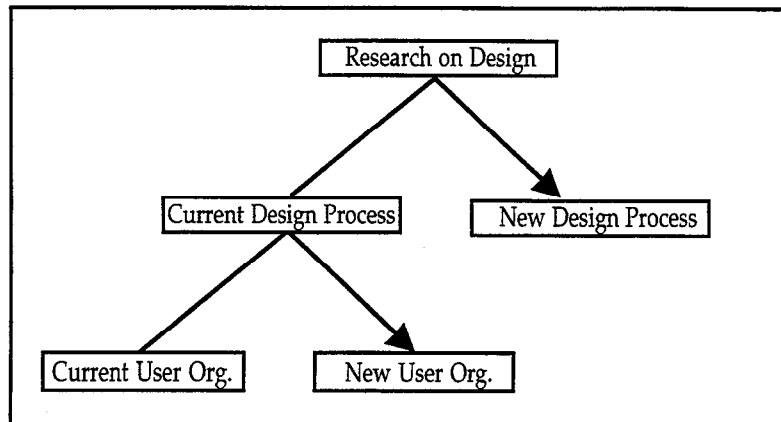 Research on Design
Current Design Process
New Design Process
Current User Org.
New User Org.